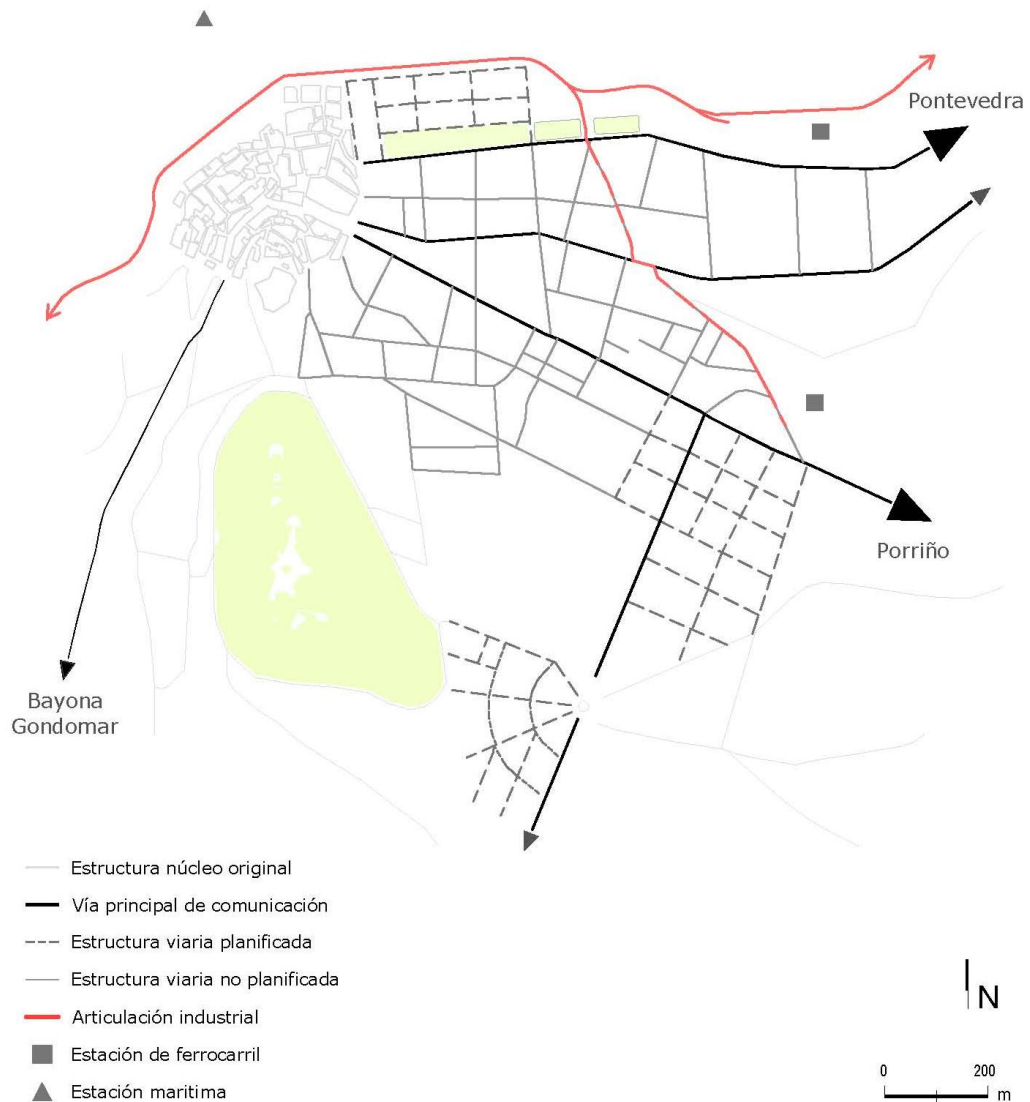 Pontevedra
Porriño
Bayona
Gondomar
Estructura núcleo original
Vía principal de comunicación
Estructura viaria planificada
Estructura viaria no planificada
Articulación industrial
Estación de ferrocarril
Estación maritima
N
0 200
m